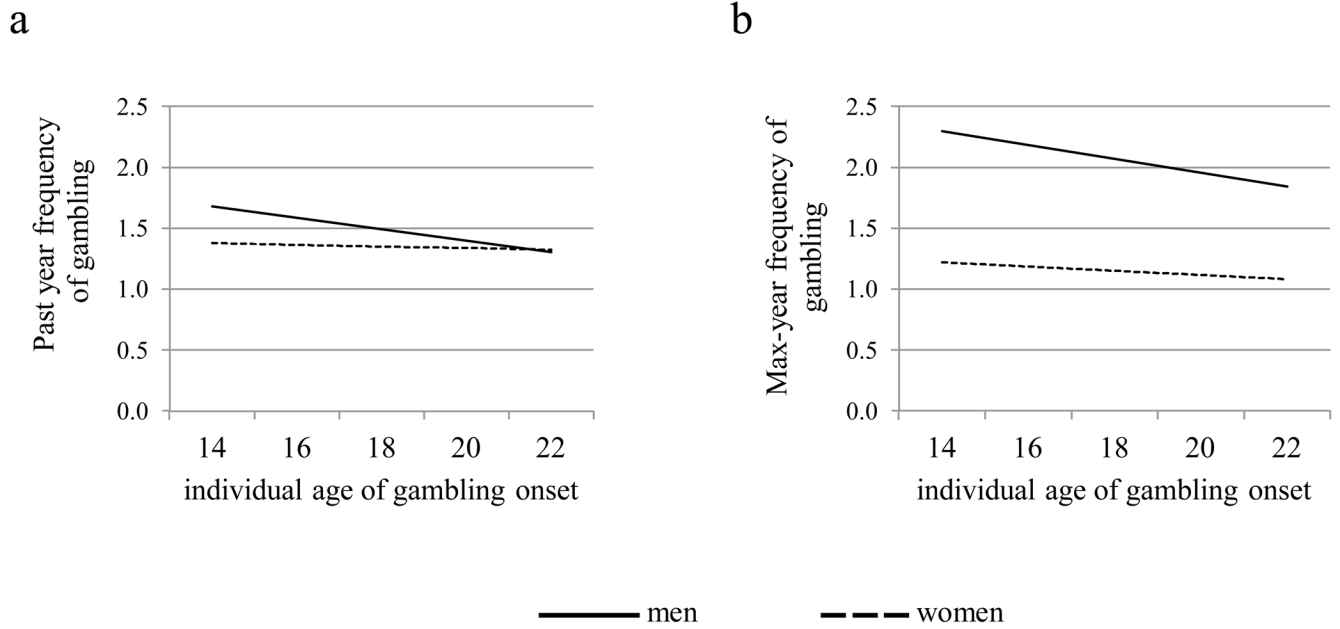 a
Past year frequency
of gambling
2.5
2.0
1.5
1.0
0.5
0.0
14 16 18 20 22
individual age of gambling onset
b
Max-year frequency of
gambling
2.5
2.0
1.5
1.0
0.5
0.0
14 16 18 20 22
individual age of gambling onset
men women